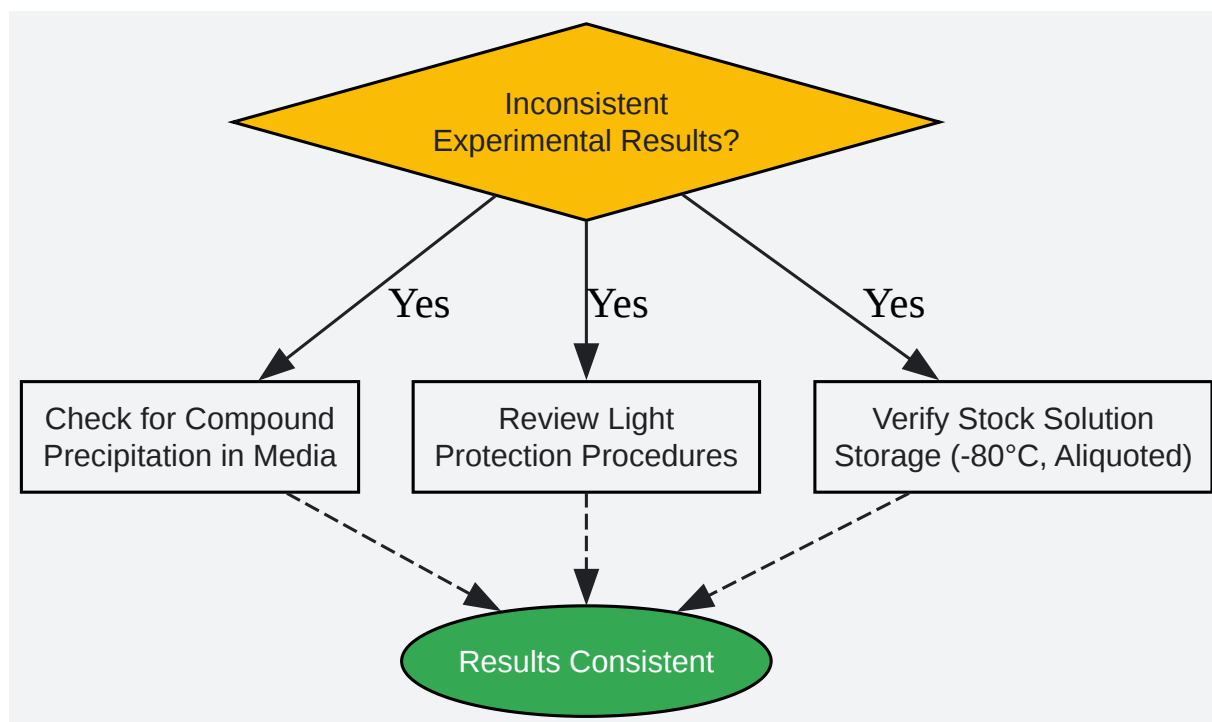 Inconsistent
Experimental Results?
Yes
Yes
Yes
Check for Compound
Precipitation in Media
Review Light
Protection Procedures
Verify Stock Solution
Storage (-80°C, Aliquoted)
Results Consistent